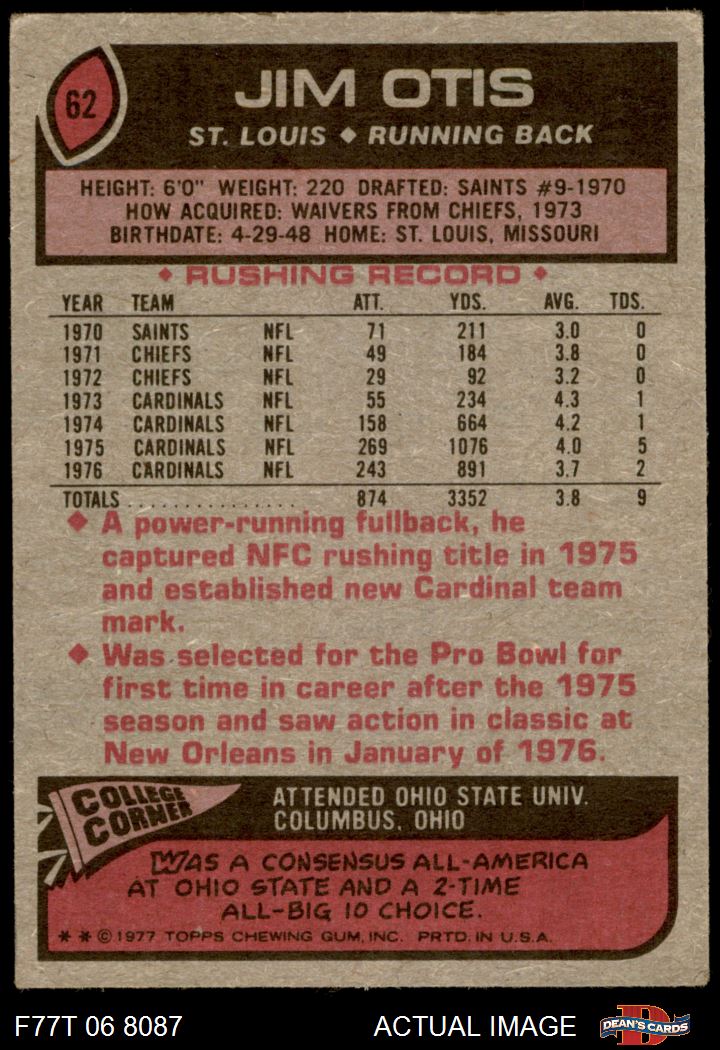 62
JIM OTIS
ST. LOUIS ◆ RUNNING BACK
HEIGHT: 6'0" WEIGHT: 220 DRAFTED: SAINTS #9-1970
HOW ACQUIRED: WAIVERS FROM CHIEFS, 1973
BIRTHDATE: 4-29-48 HOME: ST. LOUIS, MISSOURI
◆ RUSHING RECORD ◆
YEAR TEAM ATT. YDS. AVG. TDS.
1970 SAINTS NFL 71 211 3.0 0
1971 CHIEFS NFL 49 184 3.8 0
1972 CHIEFS NFL 29 92 3.2 0
1973 CARDINALS NFL 55 234 4.3 1
1974 CARDINALS NFL 158 664 4.2 1
1975 CARDINALS NFL 269 1076 4.0 5
1976 CARDINALS NFL 243 891 3.7 2
TOTALS ................ 874 3352 3.8 9
◆ A power-running fullback, he
captured NFC rushing title in 1975
and established new Cardinal team
mark.
◆ Was selected for the Pro Bowl for
first time in career after the 1975
season and saw action in classic at
New Orleans in January of 1976.
COLLEGE
CORNER
ATTENDED OHIO STATE UNIV.
COLUMBUS, OHIO
WAS A CONSENSUS ALL-AMERICA
AT OHIO STATE AND A 2-TIME
ALL-BIG 10 CHOICE.
* * © 1977 TOPPS CHEWING GUM, INC. PRTD. IN U.S.A.
F77T 06 8087 ACTUAL IMAGE
D
DEAN'S CARDS